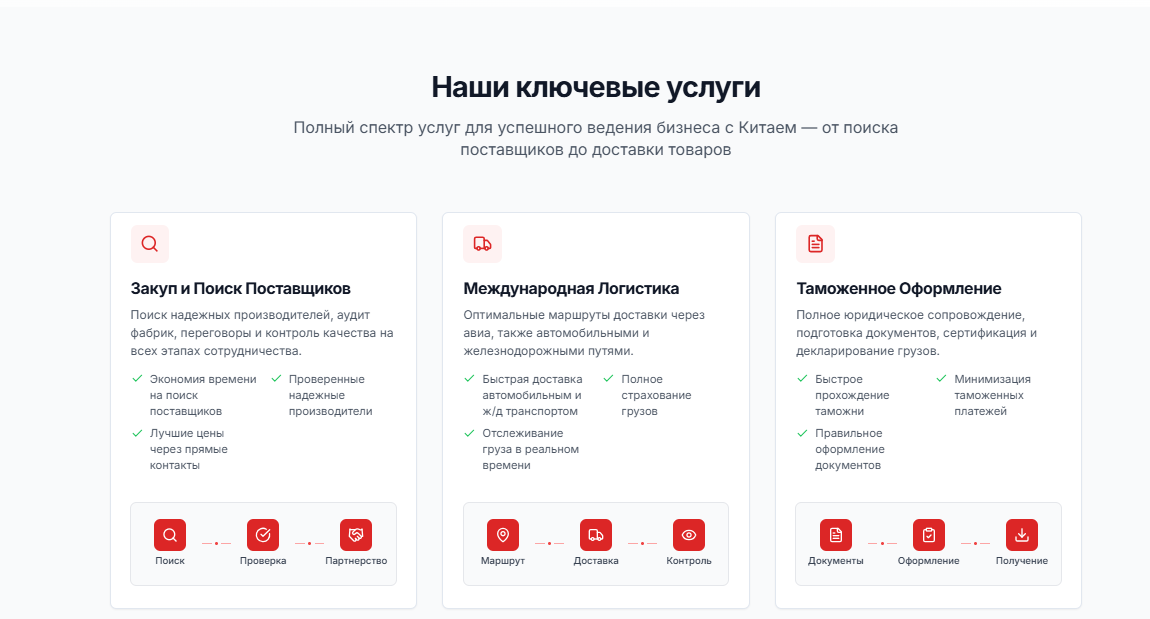 Наши ключевые услуги
Полный спектр услуг для успешного ведения бизнеса с Китаем — от поиска
поставщиков до доставки товаров
Закуп и Поиск Поставщиков
Поиск надежных производителей, аудит
фабрик, переговоры и контроль качества на
всех этапах сотрудничества.
Экономия времени
на поиск
поставщиков
Проверенные
надежные
производители
Лучшие цены
через прямые
контакты
Поиск
Проверка
Партнерство
Международная Логистика
Оптимальные маршруты доставки через
авиа, также автомобильными и
железнодорожными путями.
Быстрая доставка
автомобильным и
ж/д транспортом
Полное
страхование
грузов
Отслеживание
груза в реальном
времени
Маршрут
Доставка
Контроль
Таможенное Оформление
Полное юридическое сопровождение,
подготовка документов, сертификация и
декларирование грузов.
Быстрое
прохождение
таможни
Минимизация
таможенных
платежей
Правильное
оформление
документов
Документы
Оформление
Получение